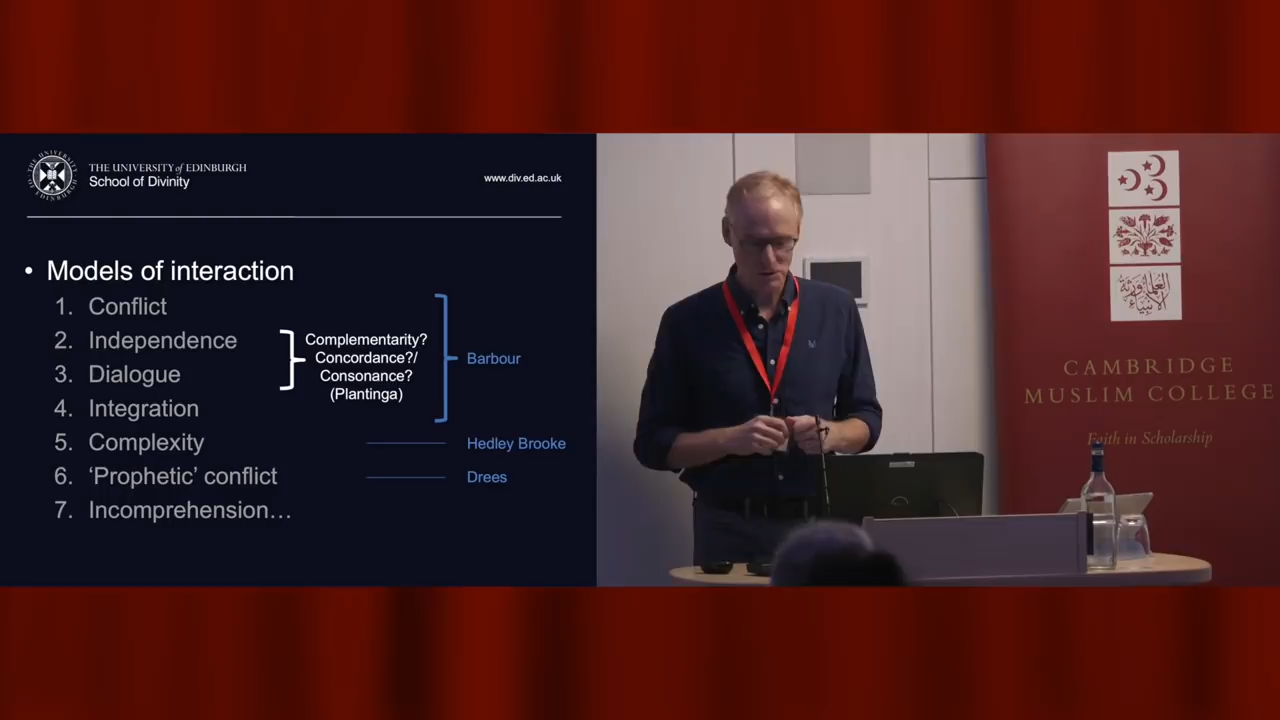 THE UNIVERSITY of EDINBURGH
School of Divinity
www.div.ed.ac.uk
• Models of interaction
1. Conflict
2. Independence
3. Dialogue
4. Integration
5. Complexity
6. ‘Prophetic’ conflict
7. Incomprehension…
Complementarity?
Concordance?/
Consonance?
(Plantinga)
Barbour
Hedley Brooke
Drees
CAMBRIDGE
MUSLIM COLLEGE
Faith in Scholarship